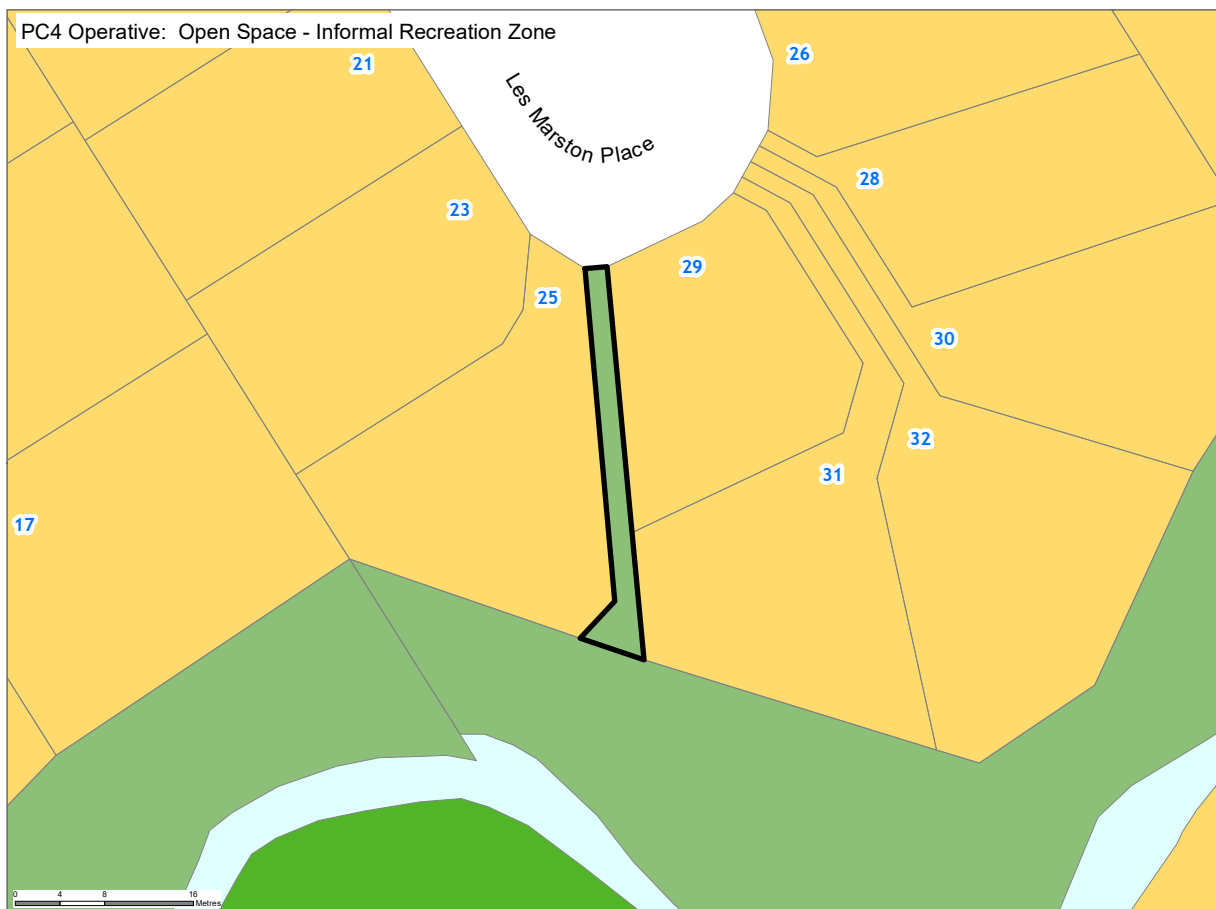 PC4 Operative: Open Space - Informal Recreation Zone
21
26
Les Marston Place
28
23
29
25
30
32
31
17
0 4 8 16
Metres